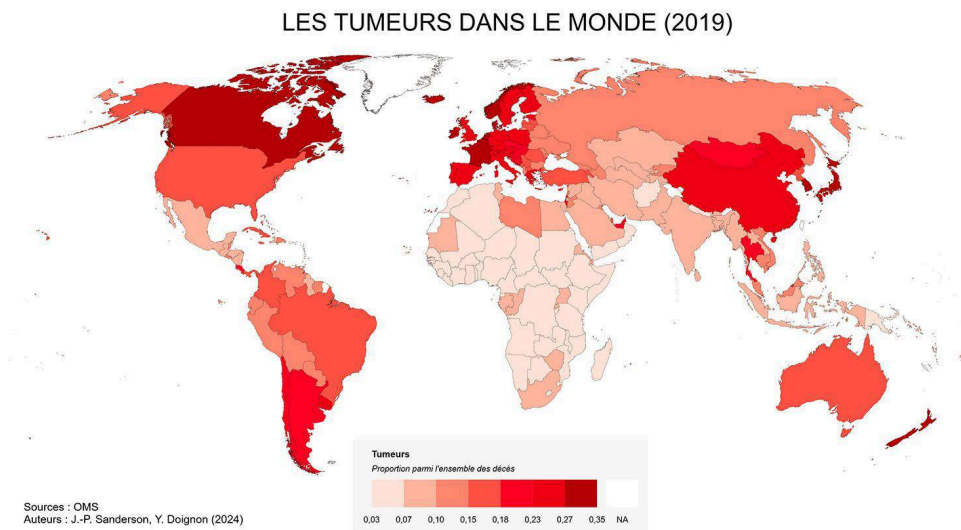 LES TUMEURS DANS LE MONDE (2019)
Tumeurs
Proportion parmi l'ensemble des décès
0,03 0,07 0,10 0,15 0,18 0,23 0,27 0,35 NA
Sources : OMS
Auteurs : J.-P. Sanderson, Y. Doignon (2024)